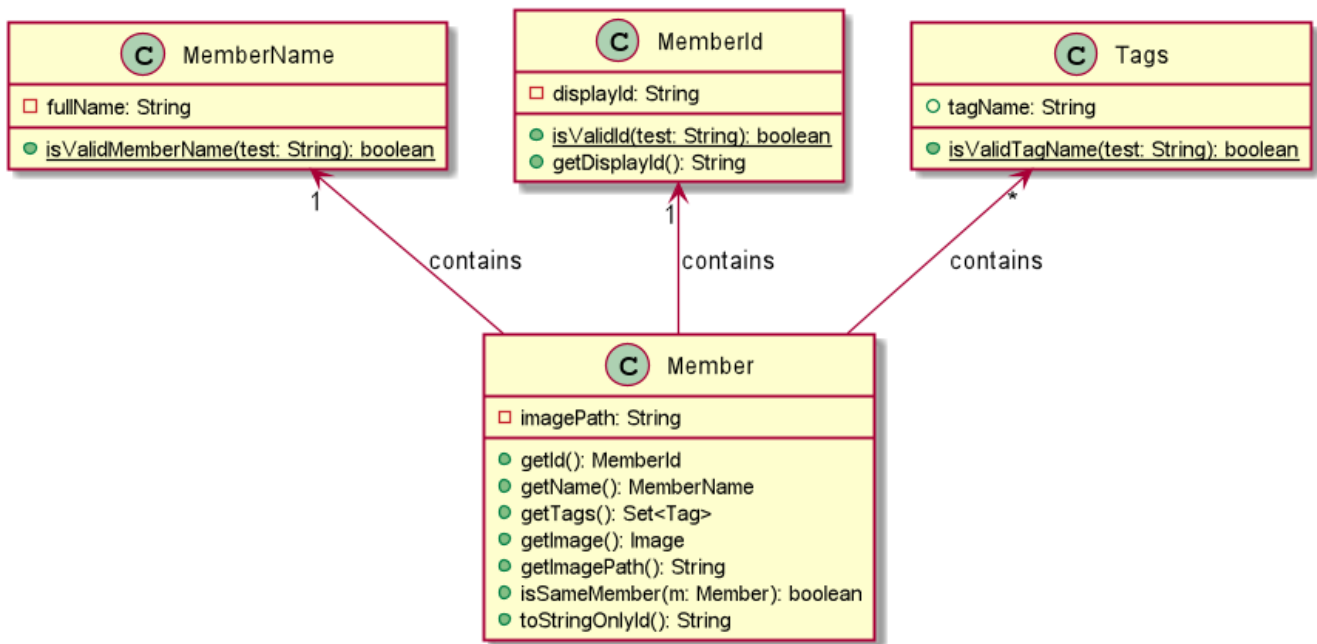 C MemberName
fullName: String
isValidMemberName(test: String): boolean
C MemberId
displayId: String
isValidId(test: String): boolean
getDisplayId(): String
C Tags
tagName: String
isValidTagName(test: String): boolean
1
1
*
contains
contains
contains
C Member
imagePath: String
getId(): MemberId
getName(): MemberName
getTags(): Set<Tag>
getImage(): Image
getImagePath(): String
isSameMember(m: Member): boolean
toStringOnlyId(): String